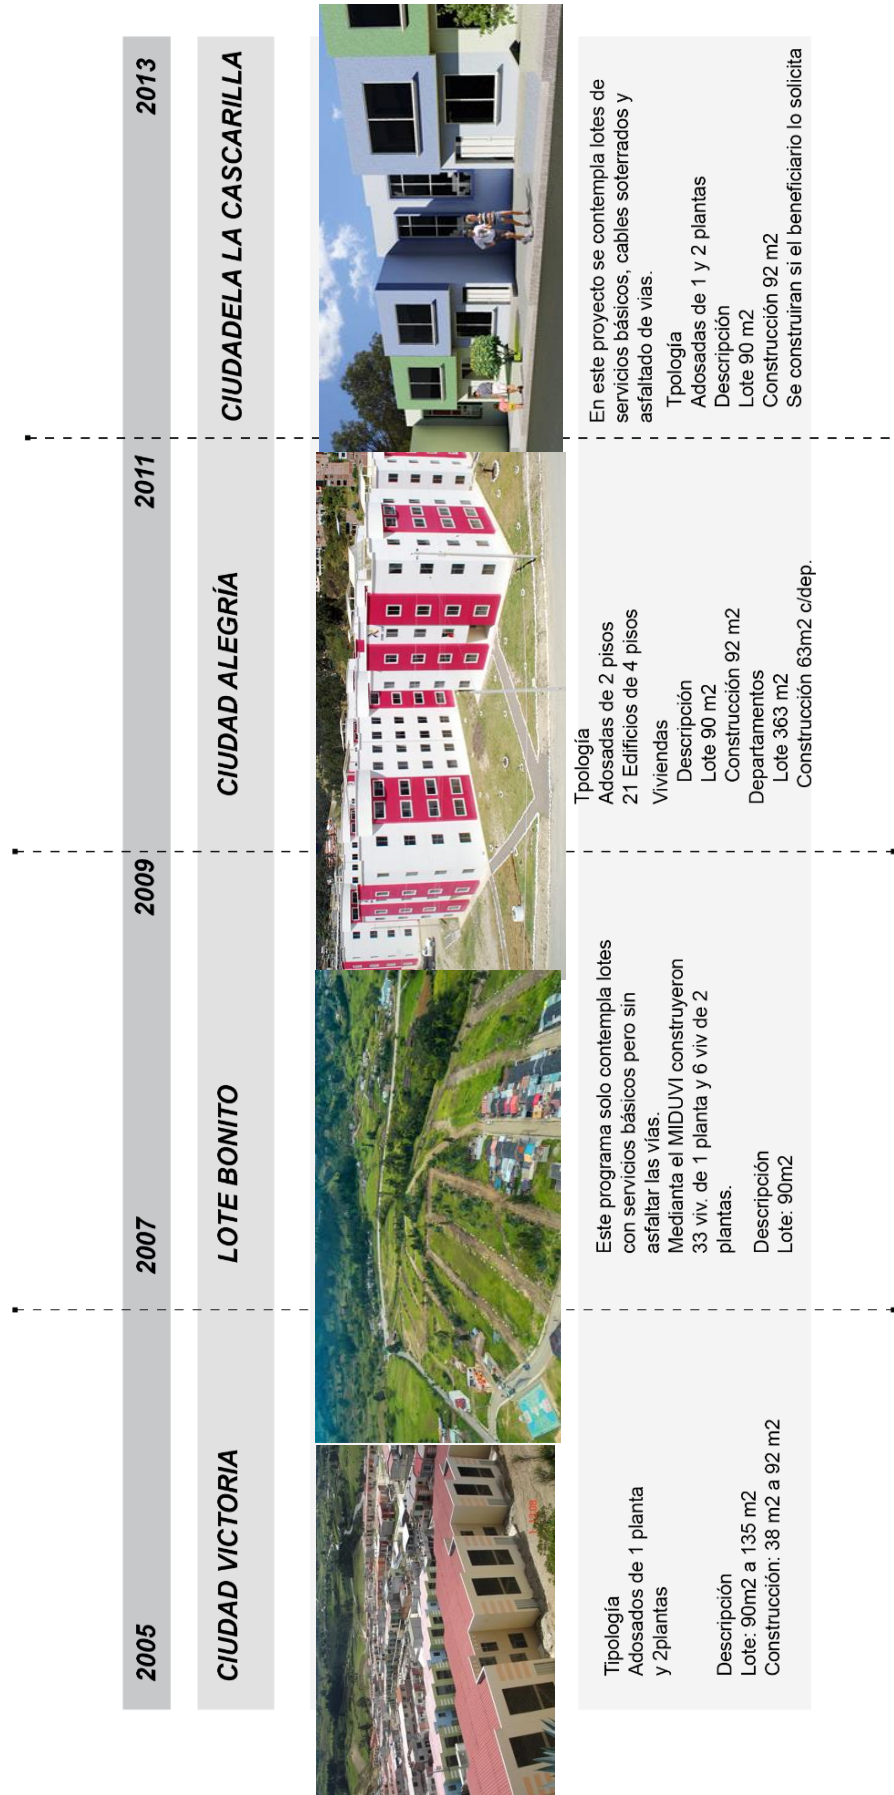 2005
2007
2009
2011
2013
CIUDAD VICTORIA
LOTE BONITO
CIUDAD ALEGRÍA
CIUDADELA LA CASCARILLA
Tipología
Adosados de 1 planta
y 2plantas
Descripción
Lote: 90m2 a 135 m2
Construcción: 38 m2 a 92 m2
Este programa solo contempla lotes
con servicios básicos pero sin
asfaltar las vías.
Medianta el MIDUVI construyeron
33 viv. de 1 planta y 6 viv de 2
plantas.
Descripción
Lote: 90m2
Tpología
Adosadas de 2 pisos
21 Edificios de 4 pisos
Viviendas
Descripción
Lote 90 m2
Construcción 92 m2
Departamentos
Lote 363 m2
Construcción 63m2 c/dep.
En este proyecto se contempla lotes de
servicios básicos, cables soterrados y
asfaltado de vias.
Tpología
Adosadas de 1 y 2 plantas
Descripción
Lote 90 m2
Construcción 92 m2
Se construiran si el beneficiario lo solicita